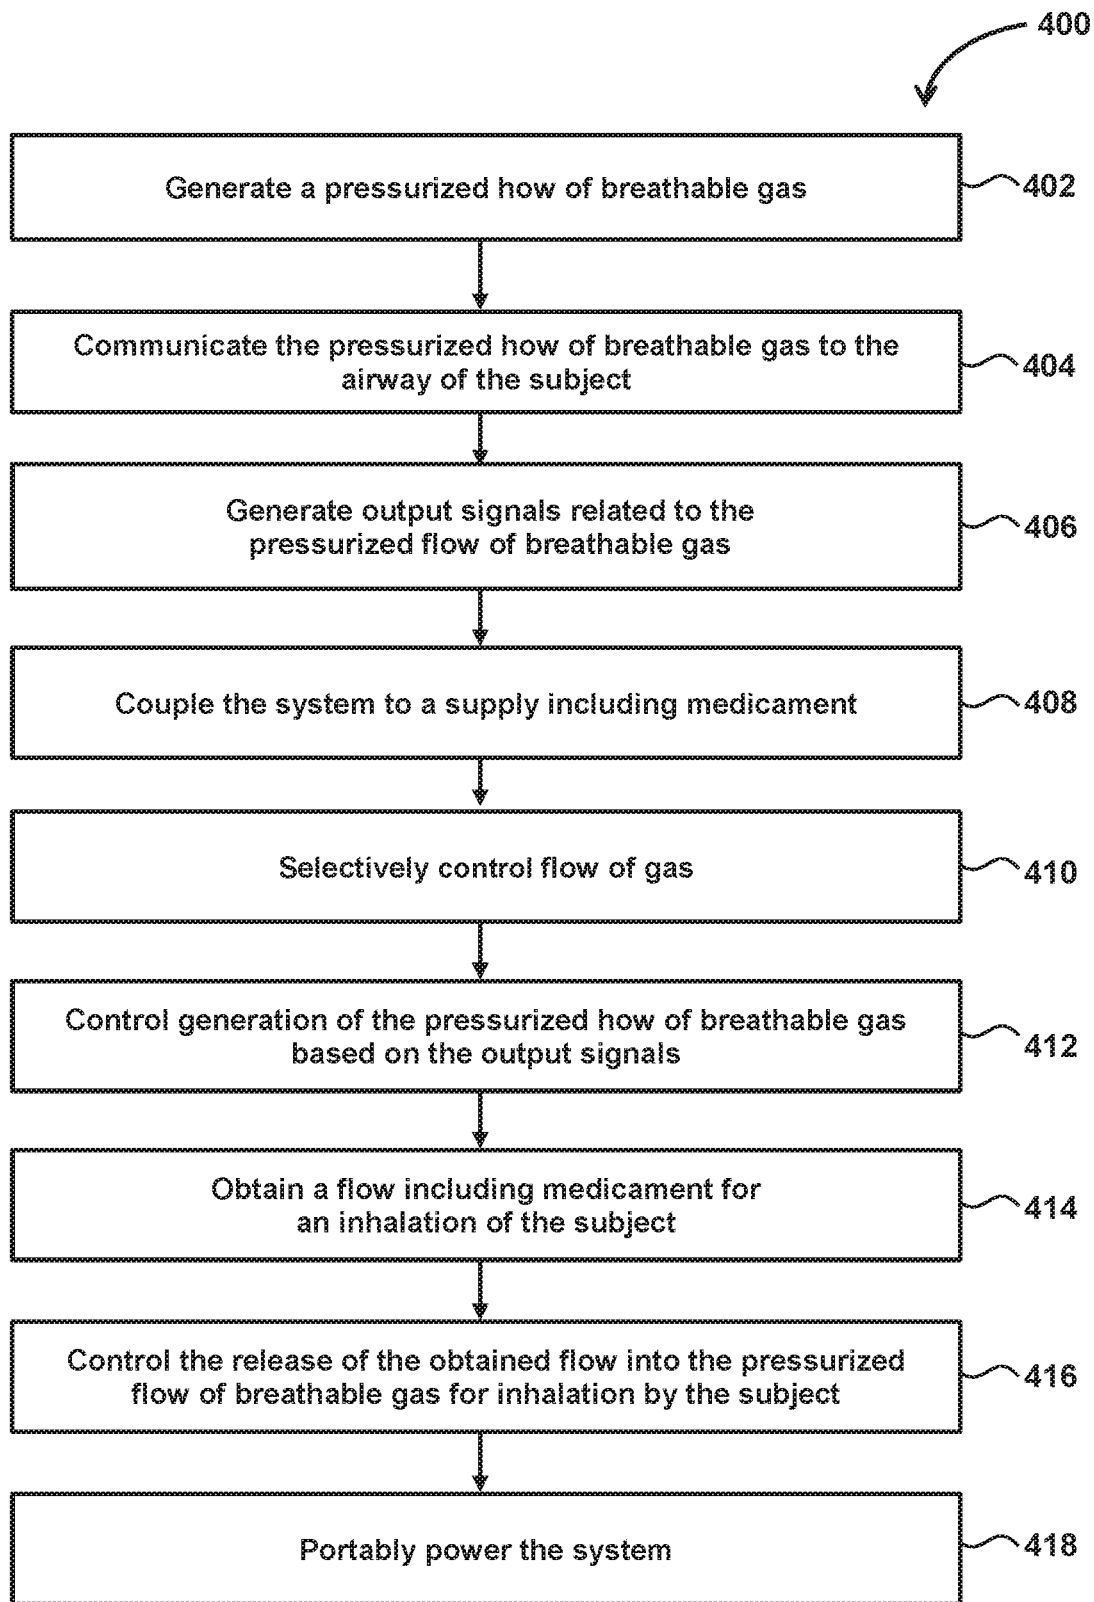 400
Generate a pressurized how of breathable gas
402
Communicate the pressurized how of breathable gas to the
airway of the subject
404
Generate output signals related to the
pressurized flow of breathable gas
406
Couple the system to a supply including medicament
408
Selectively control flow of gas
410
Control generation of the pressurized how of breathable gas
based on the output signals
412
Obtain a flow including medicament for
an inhalation of the subject
414
Control the release of the obtained flow into the pressurized
flow of breathable gas for inhalation by the subject
416
Portably power the system
418